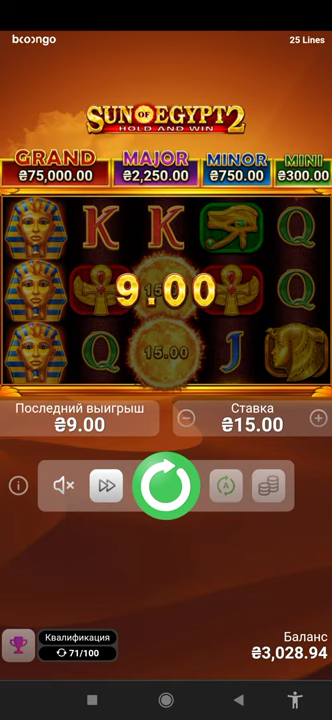 booongo
25 Lines
SUN OF EGYPT 2
HOLD AND WIN
GRAND
₴75,000.00
MAJOR
₴2,250.00
MINOR
₴750.00
MINI
₴300.00
K K Q
9.00
Q
Q
15.00
J
Последний выигрыш
₴9.00
Ставка
₴15.00
A
Баланс
₴3,028.94
Квалификация
71/100